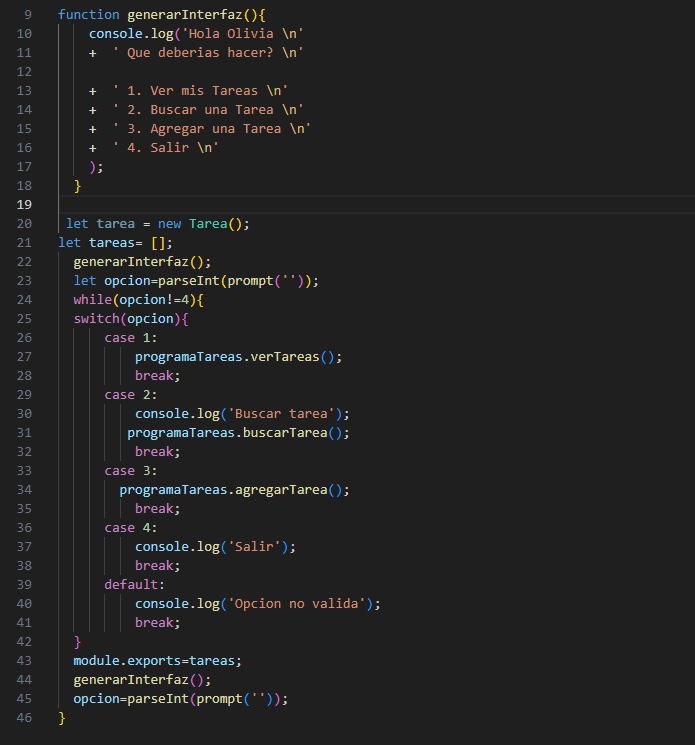 9 function generarInterfaz(){
10 console.log('Hola Olivia \n'
11 + ' Que deberias hacer? \n'
12
13 + ' 1. Ver mis Tareas \n'
14 + ' 2. Buscar una Tarea \n'
15 + ' 3. Agregar una Tarea \n'
16 + ' 4. Salir \n'
17 );
18 }
19
20 let tarea = new Tarea();
21 let tareas= [];
22 generarInterfaz();
23 let opcion=parseInt(prompt(''));
24 while(opcion!=4){
25 switch(opcion){
26 case 1:
27 programaTareas.verTareas();
28 break;
29 case 2:
30 console.log('Buscar tarea');
31 programaTareas.buscarTarea();
32 break;
33 case 3:
34 programaTareas.agregarTarea();
35 break;
36 case 4:
37 console.log('Salir');
38 break;
39 default:
40 console.log('Opcion no valida');
41 break;
42 }
43 module.exports=tareas;
44 generarInterfaz();
45 opcion=parseInt(prompt(''));
46 }